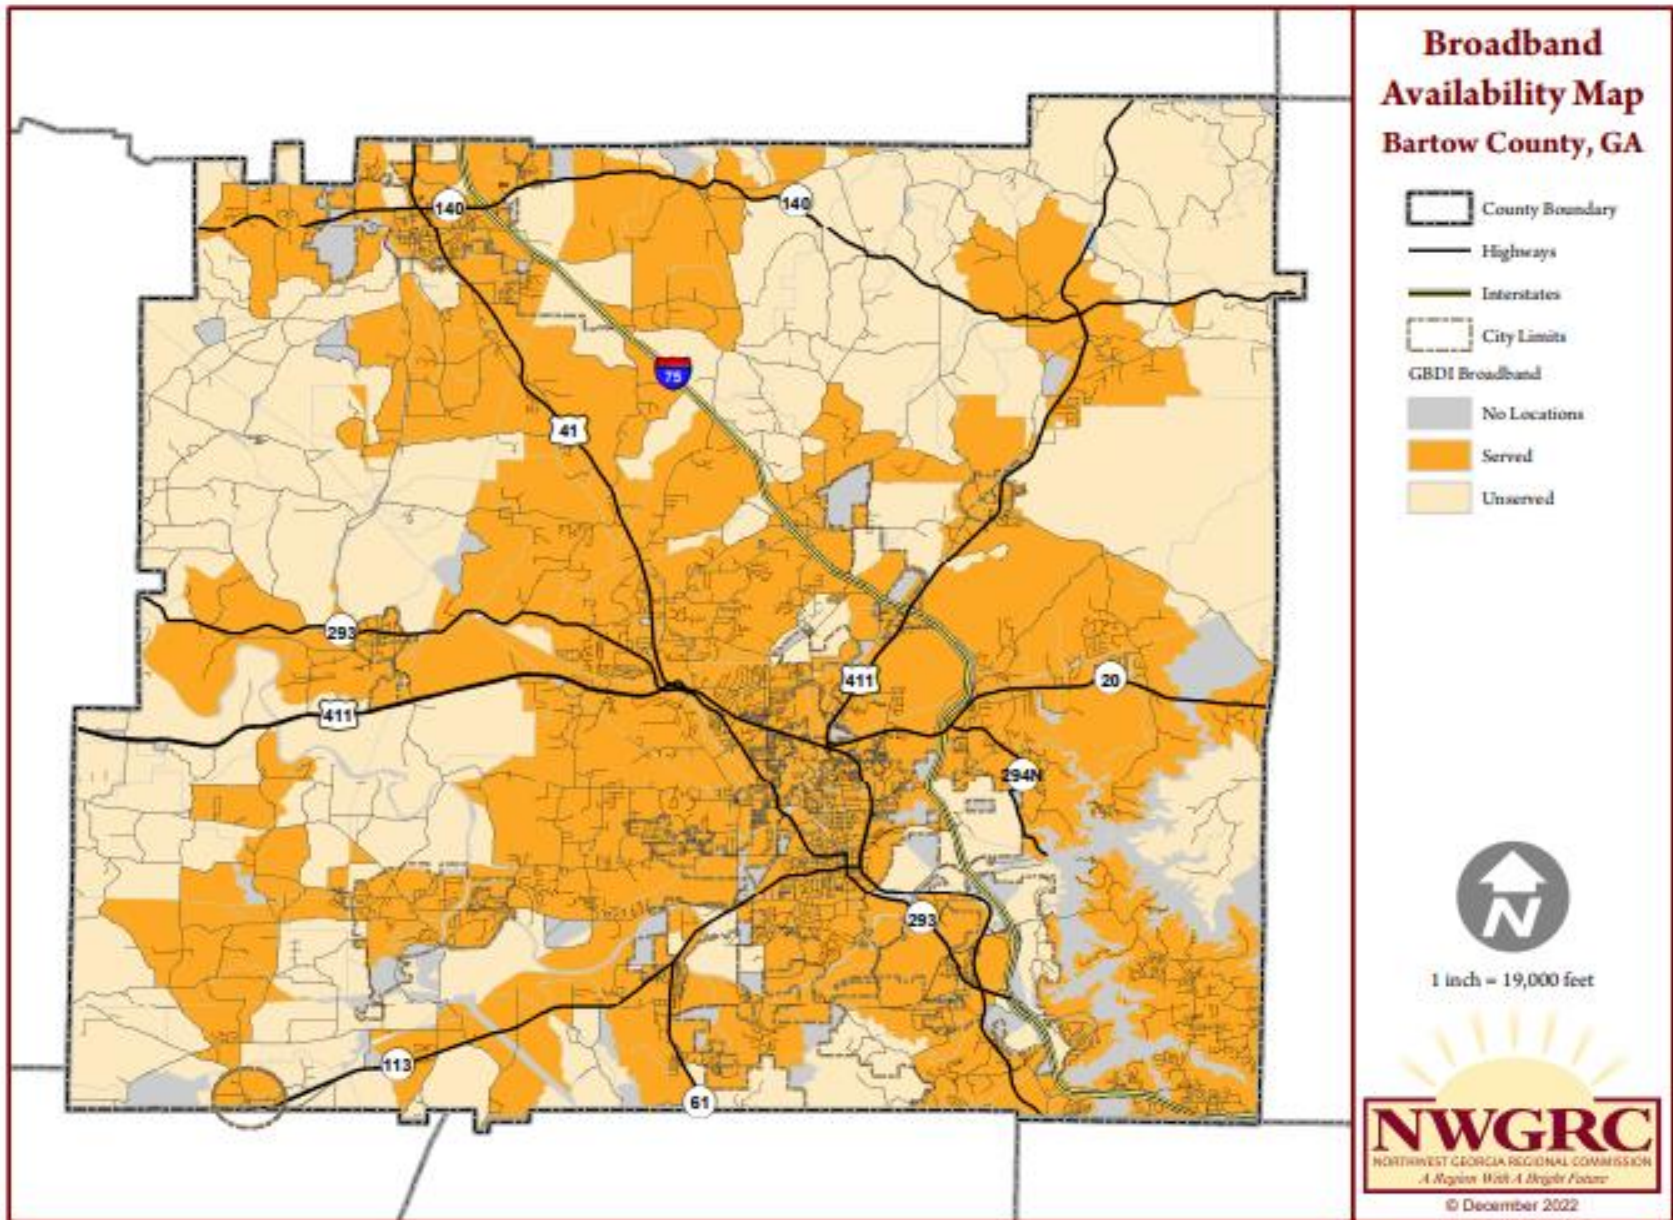 Broadband
Availability Map
Bartow County, GA
County Boundary
Highways
Interstates
City Limits
GBDI Broadband
No Locations
Served
Unserved
140
140
75
41
293
411
411
20
294N
293
113
61
N
1 inch = 19,000 feet
NWGRC
NORTHWEST GEORGIA REGIONAL COMMISSION
A Region With A Bright Future
© December 2022